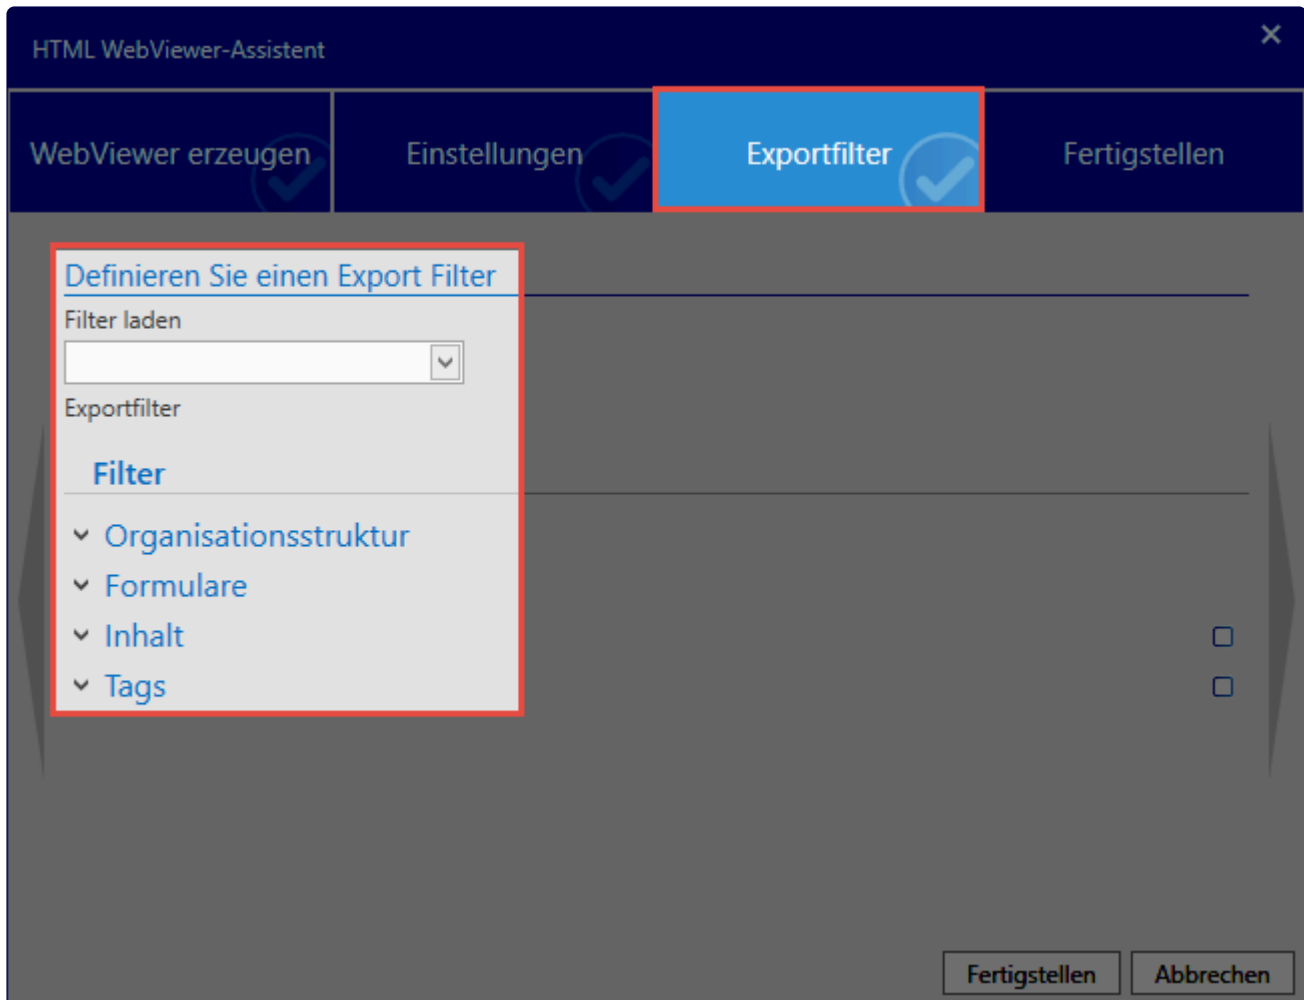 HTML WebViewer-Assistent
WebViewer erzeugen
Einstellungen
Exportfilter
Fertigstellen
Definieren Sie einen Export Filter
Filter laden
Exportfilter
Filter
Organisationsstruktur
Formulare
Inhalt
Tags
Fertigstellen
Abbrechen